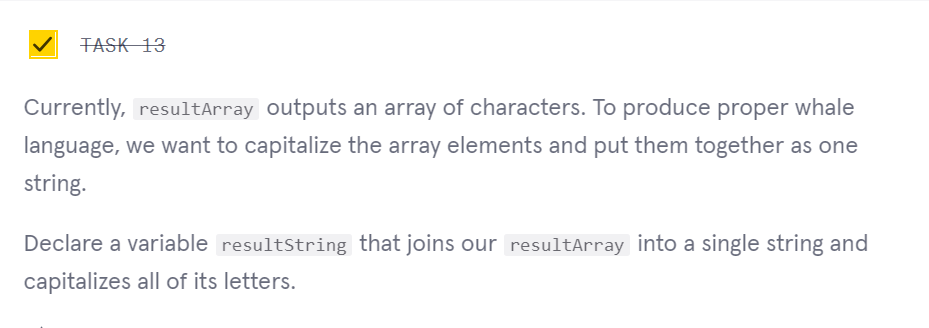 TASK 13
Currently, resultArray outputs an array of characters. To produce proper whale
language, we want to capitalize the array elements and put them together as one
string.
Declare a variable resultString that joins our resultArray into a single string and
capitalizes all of its letters.